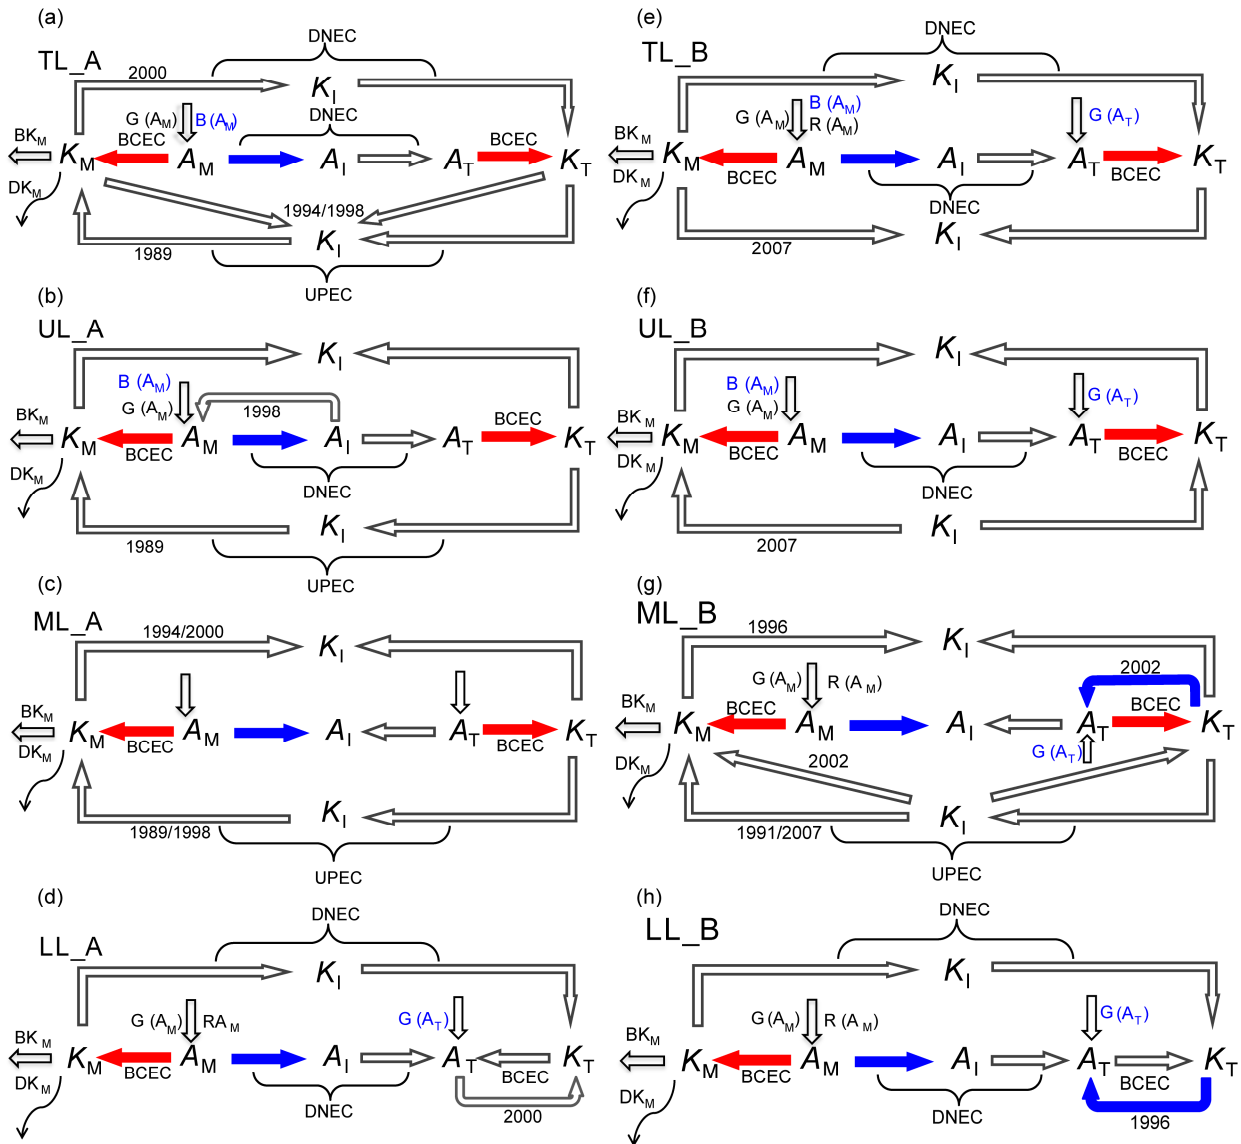 (a)
TL_A
DNEC
2000
K_I
G (A_M)
B (A_M)
DNEC
BK_M
K_M
BCEC
A_M
A_I
A_T
BCEC
K_T
DK_M
1994/1998
K_I
1989
UPEC
(b)
UL_A
K_I
B (A_M)
G (A_M)
1998
BK_M
K_M
BCEC
A_M
A_I
A_T
BCEC
K_T
DK_M
DNEC
K_I
1989
UPEC
(c)
ML_A
1994/2000
K_I
BK_M
K_M
BCEC
A_M
A_I
A_T
BCEC
K_T
DK_M
K_I
1989/1998
UPEC
(d)
LL_A
DNEC
K_I
G (A_M)
RA_M
G (A_T)
BK_M
K_M
BCEC
A_M
A_I
A_T
BCEC
K_T
DK_M
DNEC
2000
(e)
TL_B
DNEC
K_I
B (A_M)
G (A_M)
R (A_M)
G (A_T)
BK_M
K_M
BCEC
A_M
A_I
A_T
BCEC
K_T
DK_M
DNEC
K_I
2007
(f)
UL_B
K_I
B (A_M)
G (A_M)
G (A_T)
BK_M
K_M
BCEC
A_M
A_I
A_T
BCEC
K_T
DK_M
DNEC
K_I
2007
(g)
ML_B
1996
K_I
G (A_M)
R (A_M)
2002
BK_M
K_M
BCEC
A_M
A_I
A_T
BCEC
K_T
DK_M
G (A_T)
2002
K_I
1991/2007
UPEC
(h)
LL_B
DNEC
K_I
G (A_M)
R (A_M)
G (A_T)
BK_M
K_M
BCEC
A_M
A_I
A_T
BCEC
K_T
DK_M
DNEC
1996